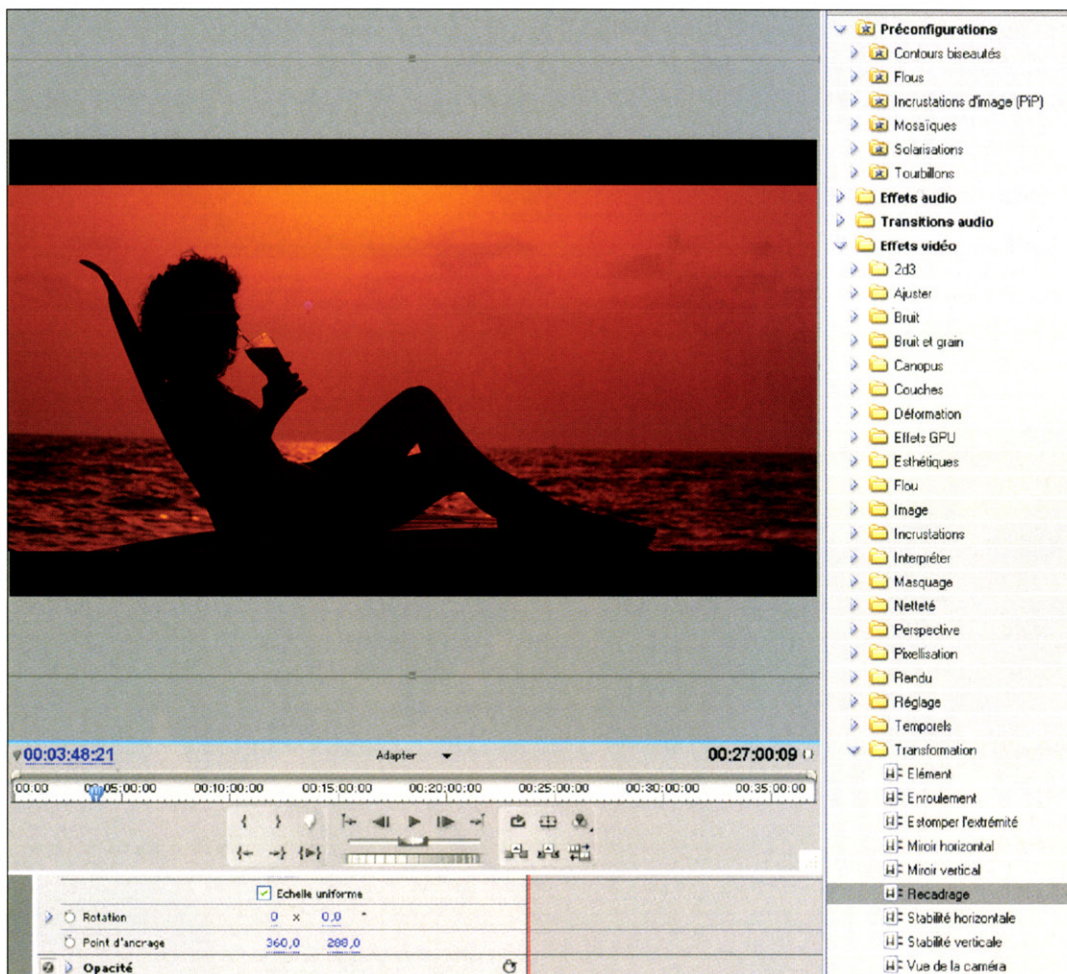 00:03:48:21
Adapter
00:27:00:09
00:00
00:05:00:00
00:10:00:00
00:15:00:00
00:20:00:00
00:25:00:00
00:30:00:00
00:35:00:00
Echelle uniforme
Rotation 0 x 0,0 °
Point d'ancrage 360,0 288,0
Opacité
Préconfigurations
Contours biseautés
Flous
Incrustations d'image (PiP)
Mosaïques
Solarisations
Tourbillons
Effets audio
Transitions audio
Effets vidéo
2d3
Ajuster
Bruit
Bruit et grain
Canopus
Couches
Déformation
Effets GPU
Esthétiques
Flou
Image
Incrustations
Interpréter
Masquage
Netteté
Perspective
Pixellisation
Rendu
Réglage
Temporels
Transformation
Elément
Enroulement
Estomper l'extrémité
Miroir horizontal
Miroir vertical
Recadrage
Stabilité horizontale
Stabilité verticale
Vue de la caméra